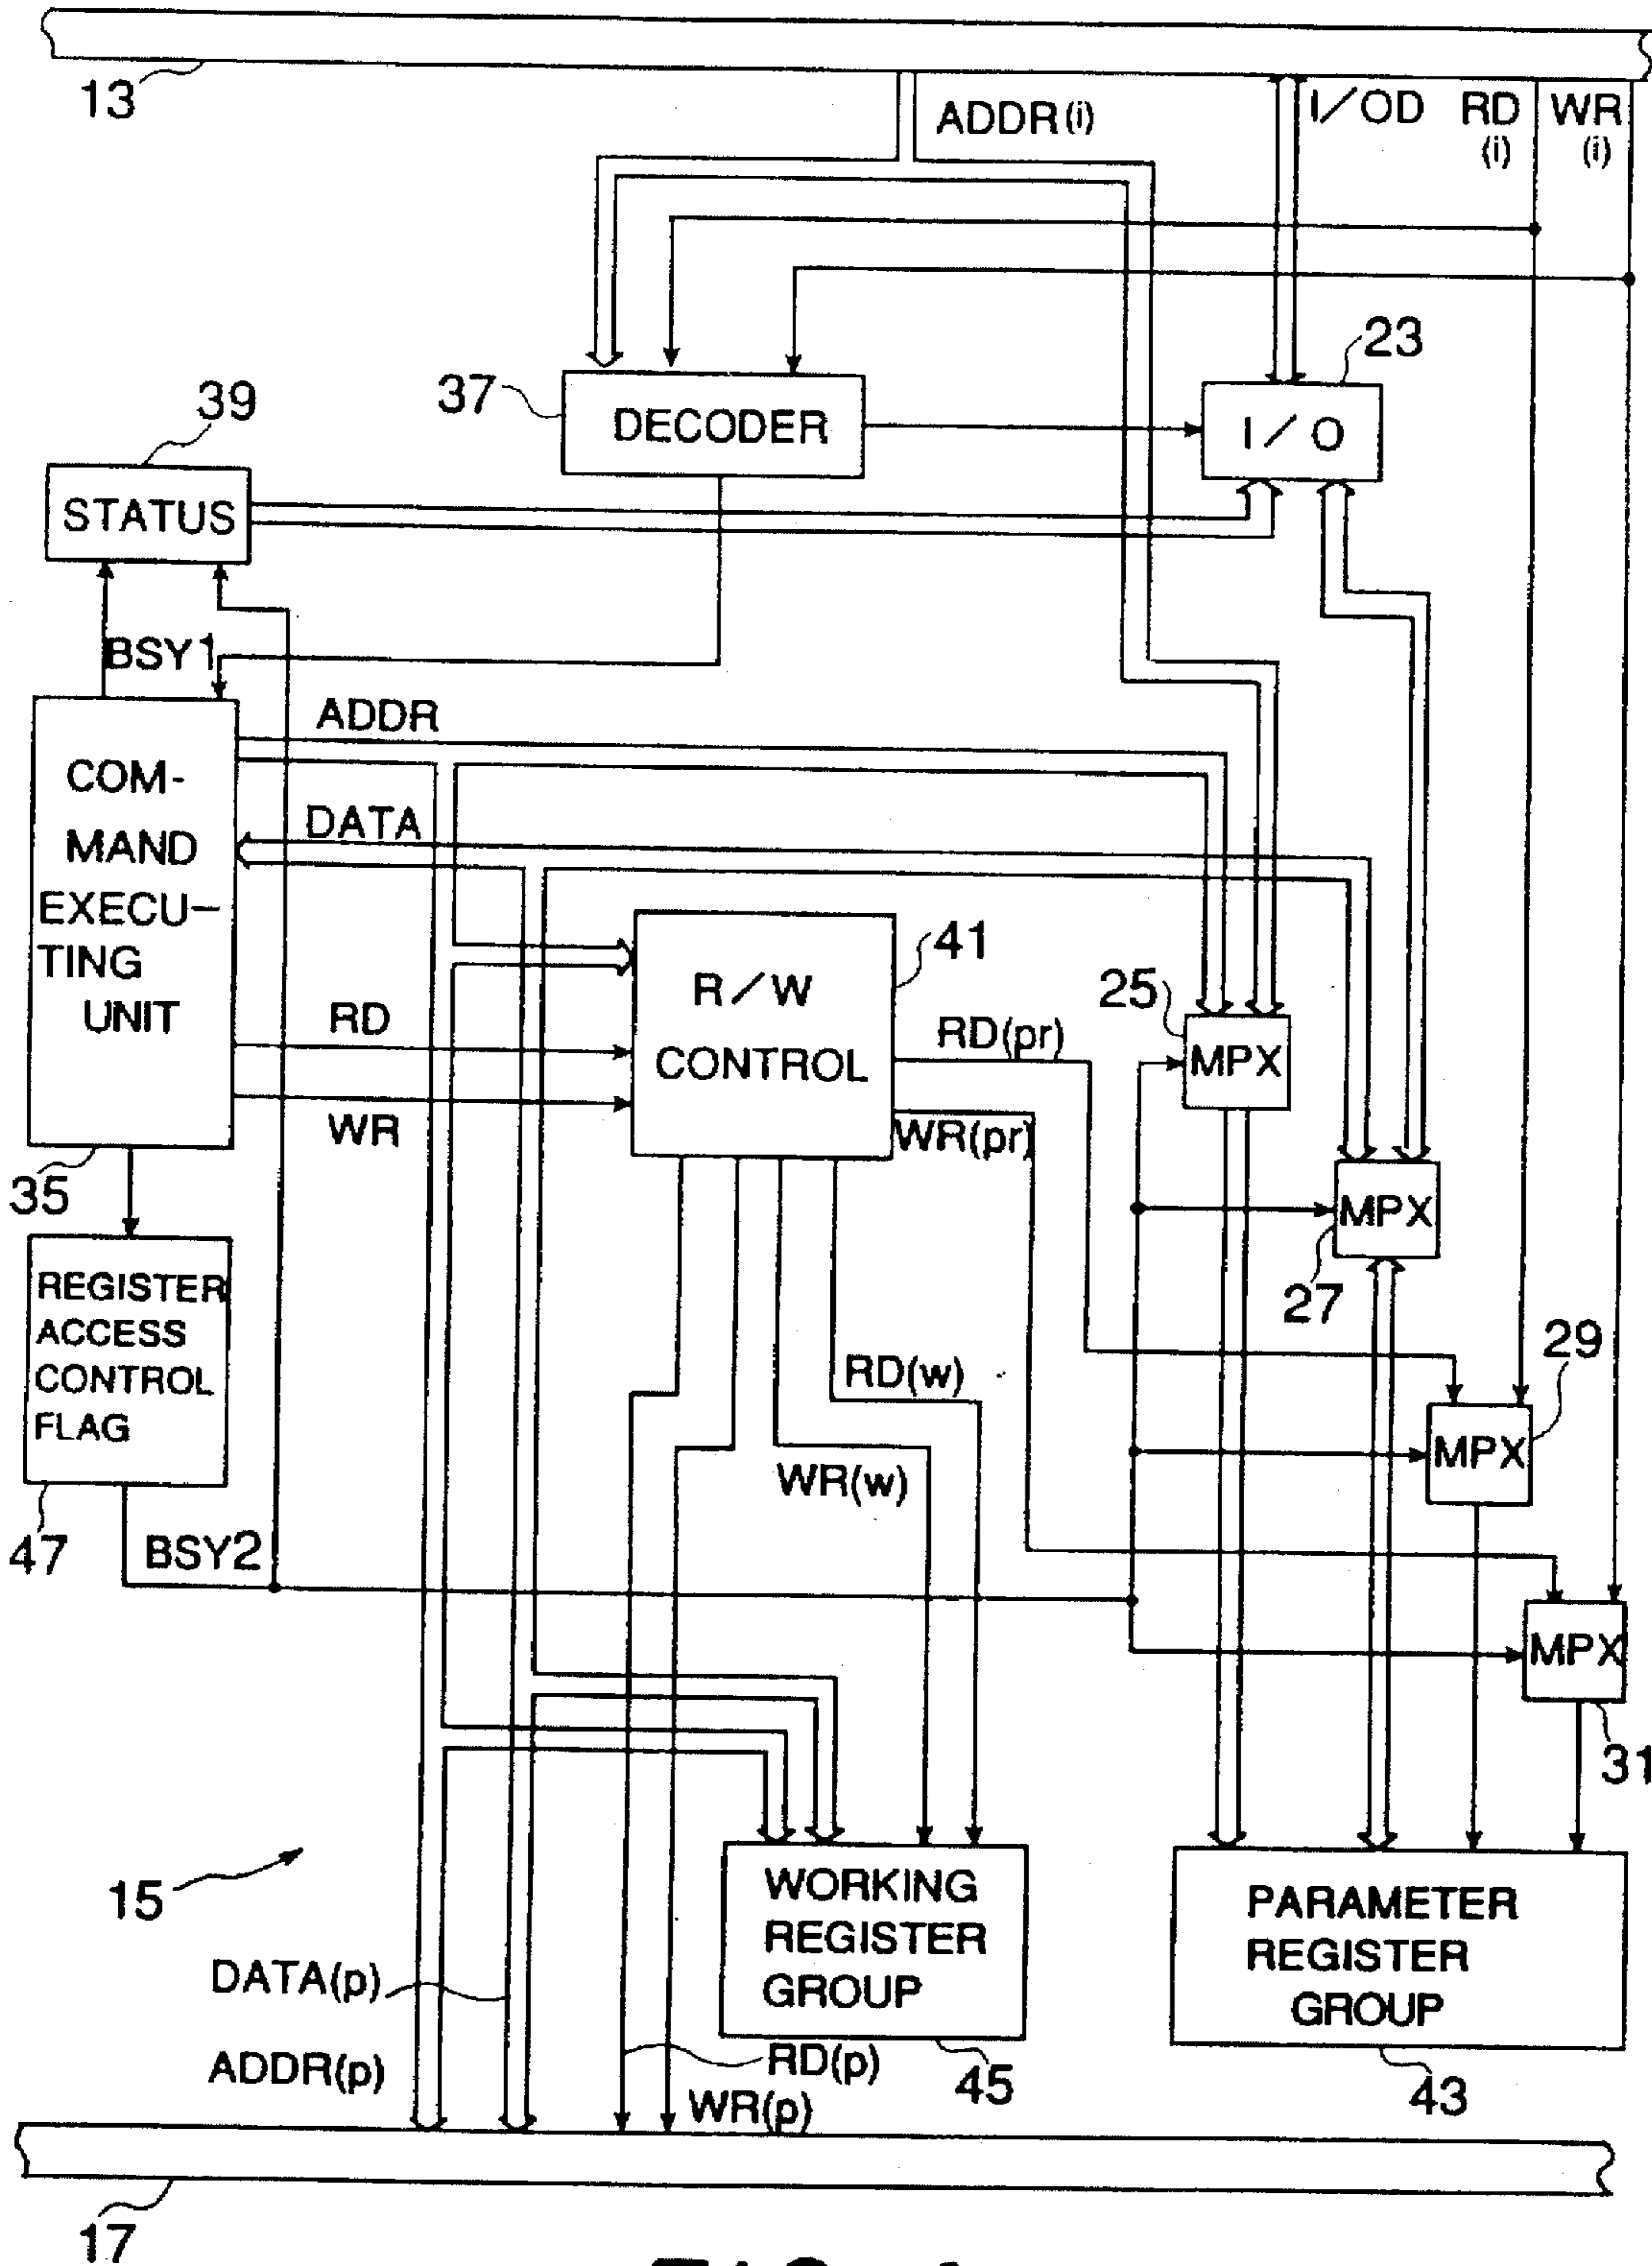 13
ADDR(i)
I/OD
RD
(i)
WR
(i)
23
37
DECODER
I/O
39
STATUS
BSY1
ADDR
COM-
MAND
EXECU-
TING
UNIT
DATA
41
R/W
CONTROL
RD
WR
RD(pr)
WR(pr)
25
MPX
35
MPX
27
REGISTER
ACCESS
CONTROL
FLAG
29
MPX
RD(w)
WR(w)
47
BSY2
MPX
31
15
WORKING
REGISTER
GROUP
PARAMETER
REGISTER
GROUP
DATA(p)
ADDR(p)
RD(p)
WR(p)
45
43
17